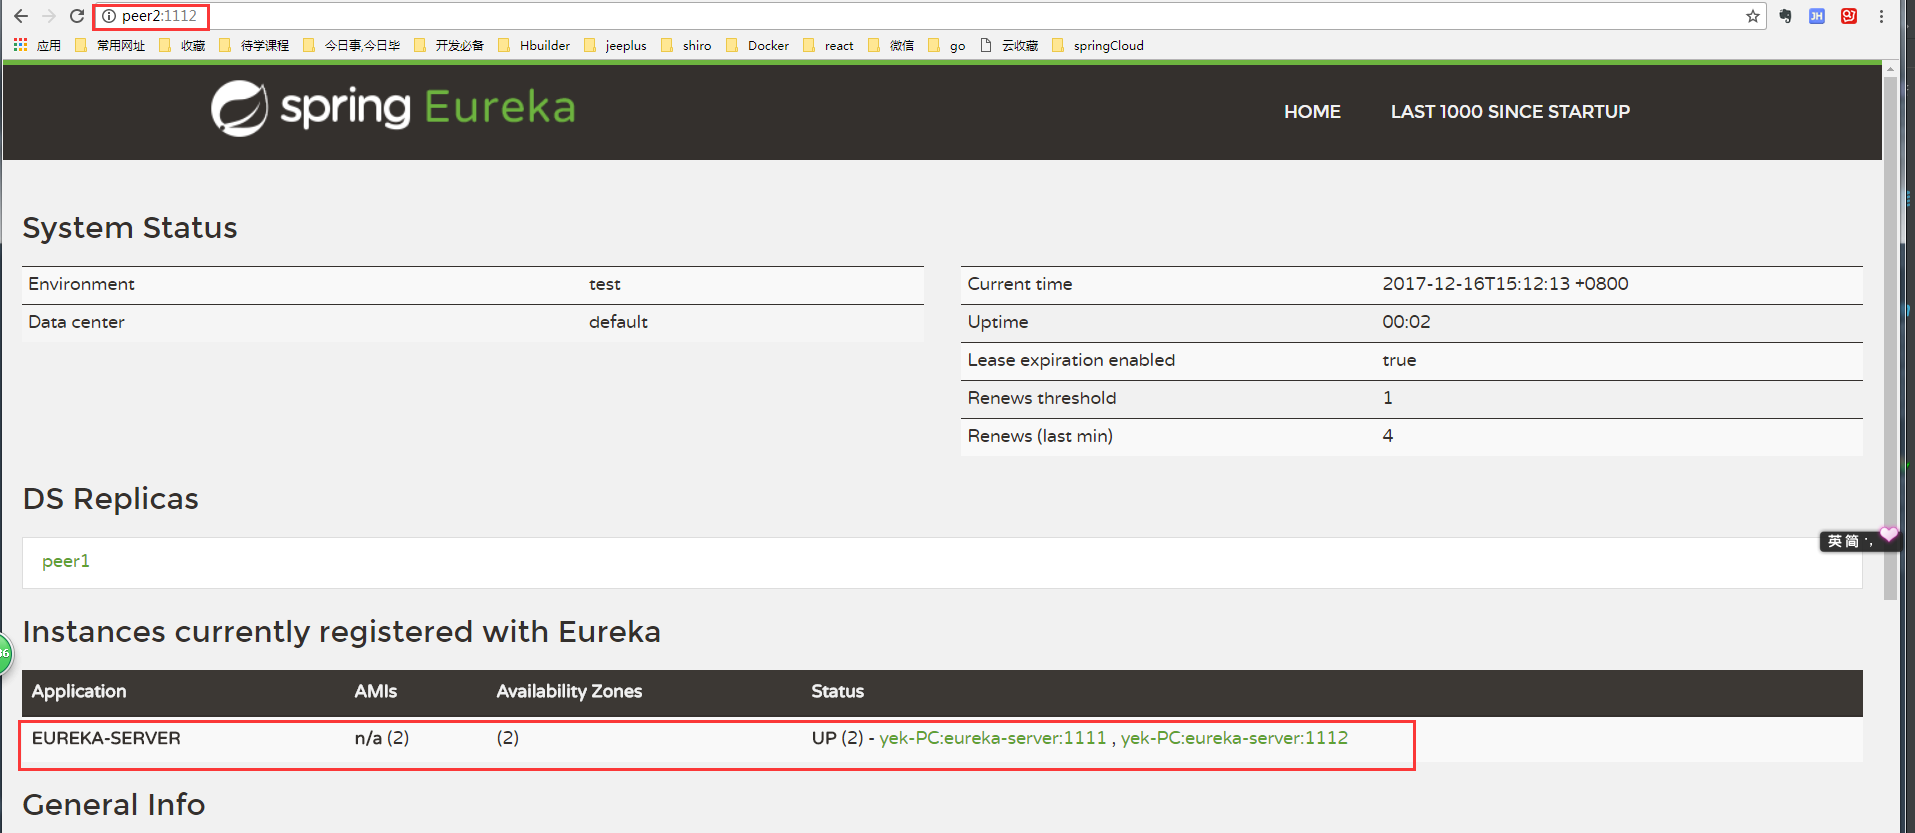 peer2:1112
应用 常用网址 收藏 待学课程 今日事,今日毕 开发必备 Hbuilder jeeplus shiro Docker react 微信 go 云收藏 springCloud
spring Eureka
HOME LAST 1000 SINCE STARTUP
System Status
Environment test
Data center default
Current time 2017-12-16T15:12:13 +0800
Uptime 00:02
Lease expiration enabled true
Renews threshold 1
Renews (last min) 4
DS Replicas
peer1
英 简
Instances currently registered with Eureka
Application AMIs Availability Zones Status
EUREKA-SERVER n/a (2) (2) UP (2) - yek-PC:eureka-server:1111 , yek-PC:eureka-server:1112
General Info